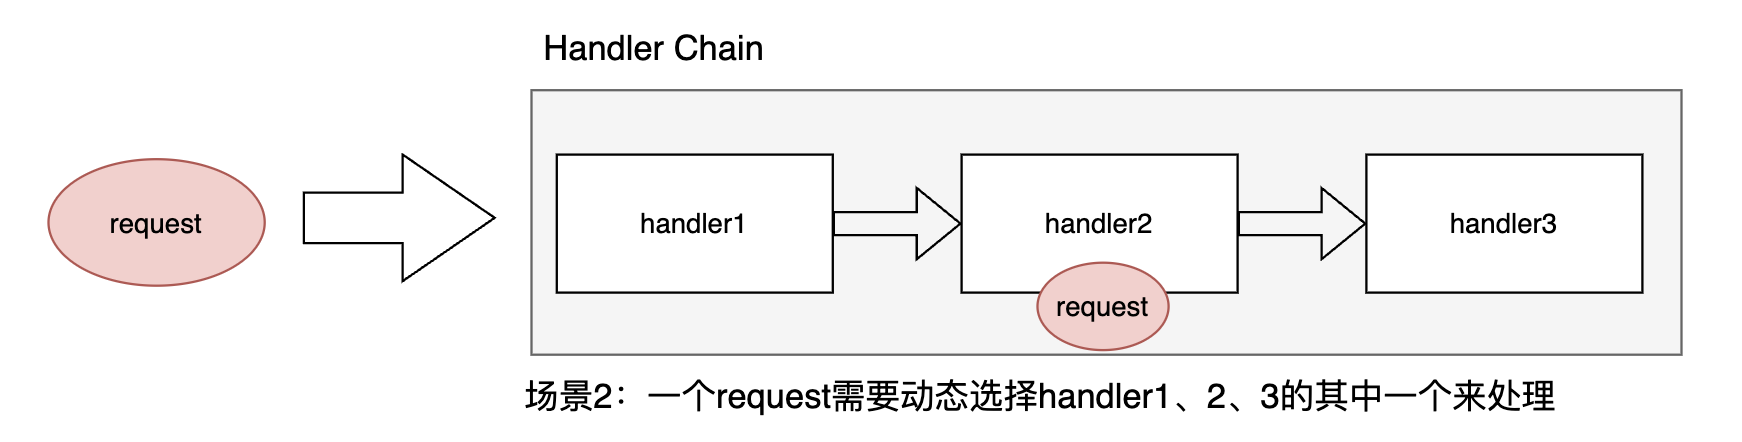 Handler Chain
request
handler1
handler2
handler3
request
场景2：一个request需要动态选择handler1、2、3的其中一个来处理